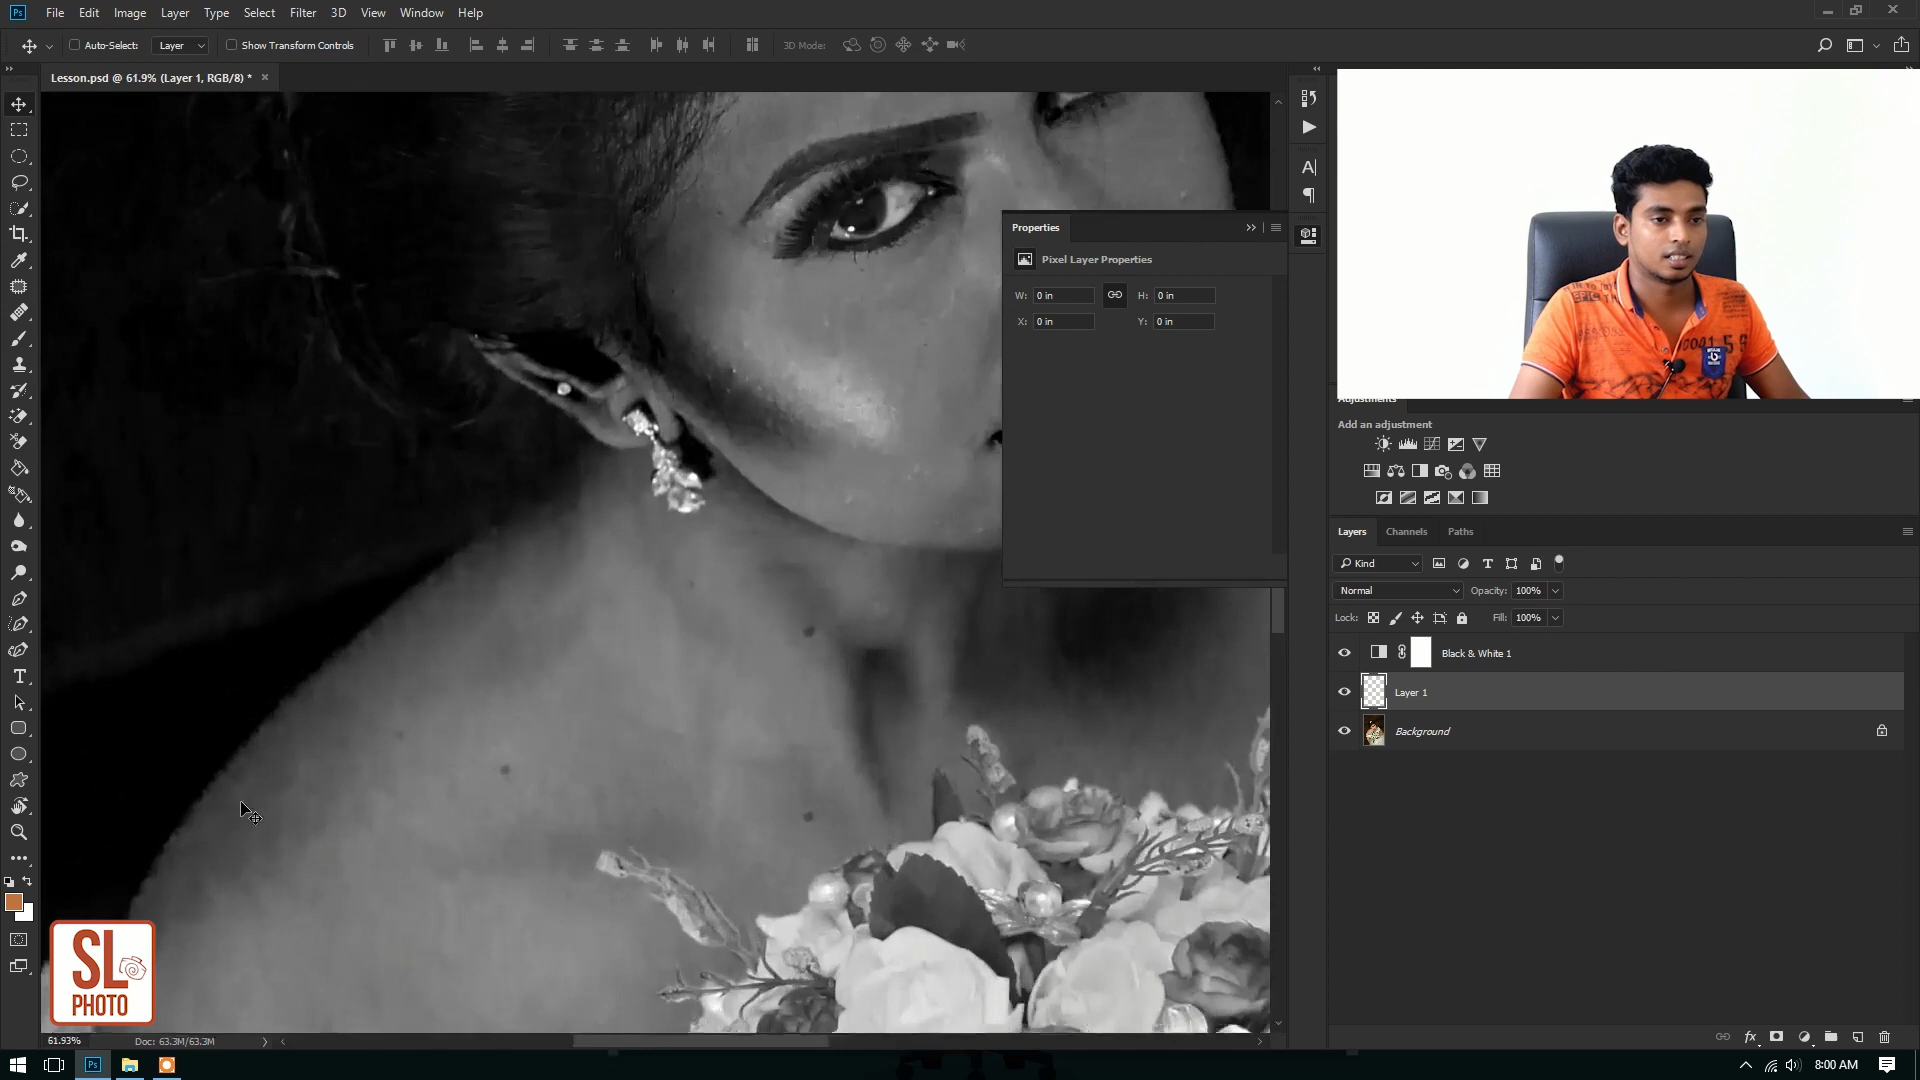 Ps File Edit Image Layer Type Select Filter 3D View Window Help
Auto-Select: Layer Show Transform Controls 3D Mode:
Lesson.psd @ 61.9% (Layer 1, RGB/8) * ×
Properties
Pixel Layer Properties
W: 0 in H: 0 in
X: 0 in Y: 0 in
Adjustments
Add an adjustment
Layers Channels Paths
Kind
Normal Opacity: 100%
Lock: Fill: 100%
Black & White 1
Layer 1
Background
SL
PHOTO
61.93% Doc: 63.3M/63.3M
Ps 8:00 AM